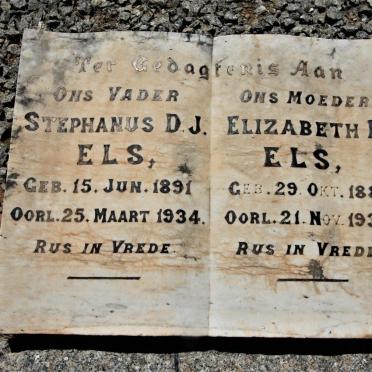 Ter Gedagtenis Aan
Ons Vader
Stephanus D.J.
Els,
Geb. 15. Jun. 1891
Oorl. 25. Maart 1934.
Rus in Vrede.
Ons Moeder
Elizabeth
Els,
Geb. 29. Okt.
Oorl. 21. Nov.
Rus in Vrede